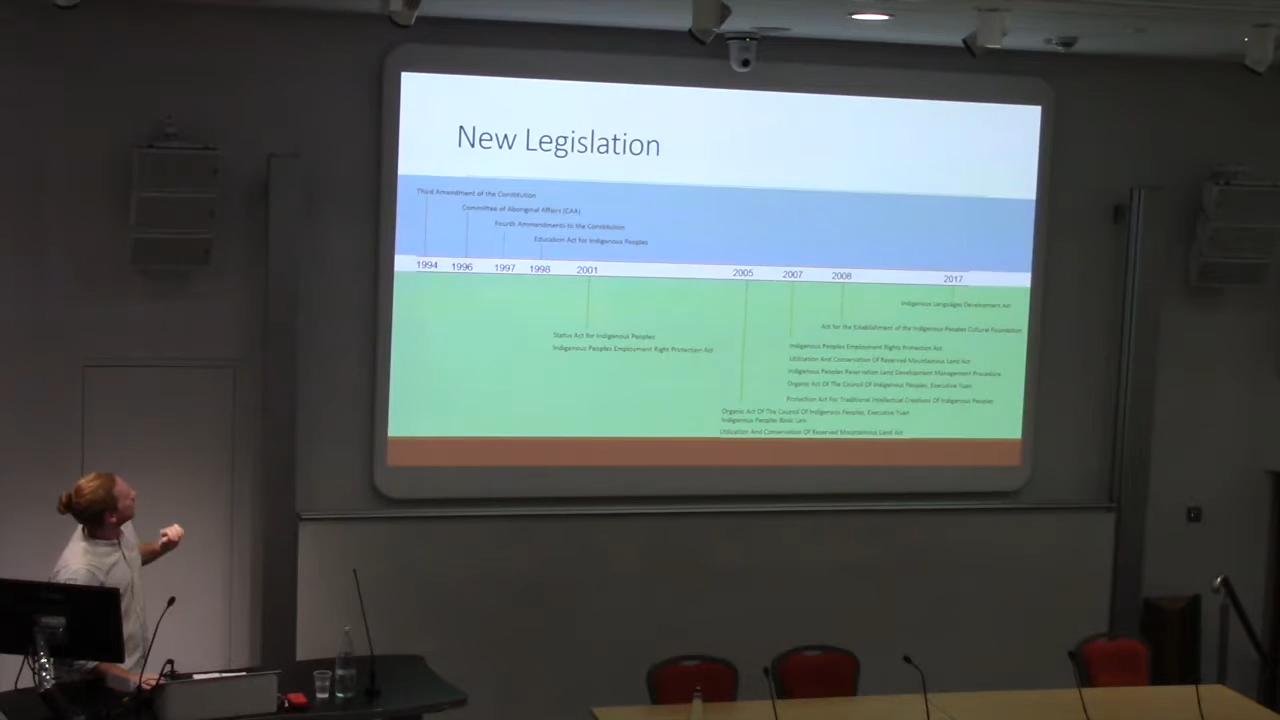 New Legislation
Third Amendment of the Constitution
Committee of Aboriginal Affairs (CAA)
Fourth Ammendments to the Constitution
Education Act for Indigenous Peoples
1994 1996 1997 1998 2001 2005 2007 2008 2017
Indigenous Languages Development Act
Act for the Establishment of the Indigenous Peoples Cultural Foundation
Status Act for Indigenous Peoples
Indigenous Peoples Employment Right Protection Act
Indigenous Peoples Employment Rights Protection Act
Utilization And Conservation Of Reserved Mountainous Land Act
Indigenous Peoples Reservation Land Development Management Procedure
Organic Act Of The Council Of Indigenous Peoples, Executive Yuan
Protection Act For Traditional Intellectual Creations Of Indigenous Peoples
Organic Act Of The Council Of Indigenous Peoples, Executive Yuan
Indigenous Peoples Basic Law
Utilization And Conservation Of Reserved Mountainous Land Act